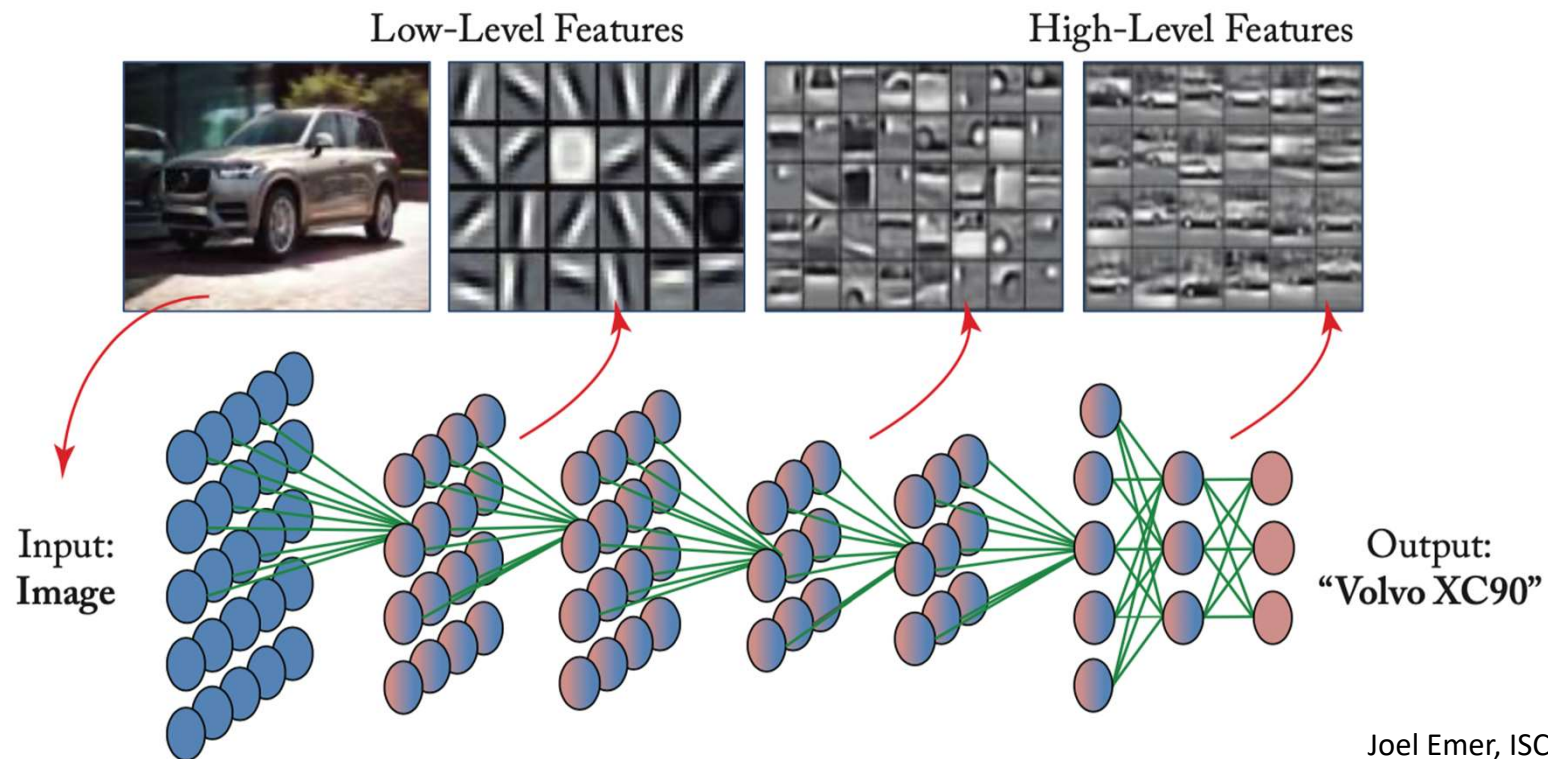 Low-Level Features
High-Level Features
Input:
Image
Output:
“Volvo XC90”
Joel Emer, ISC